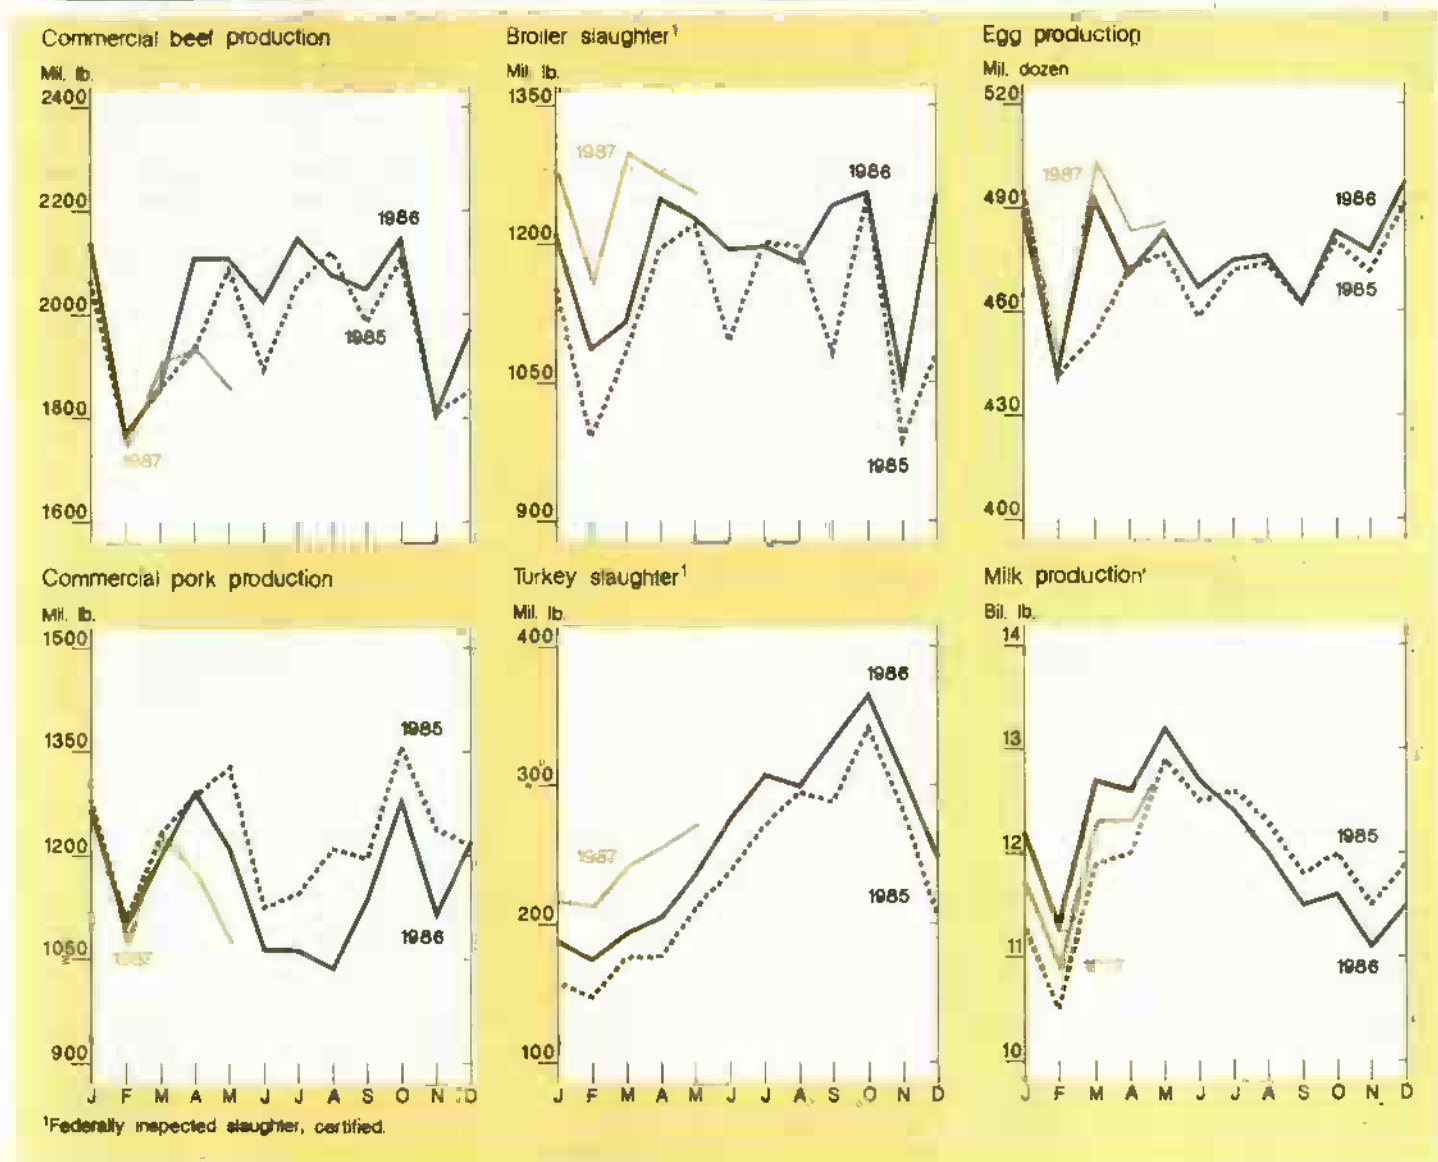 Commercial beef production
Mil. lb.
2400
2200
2000
1800
1600
1986
1985
1987
Broiler slaughter¹
Mil. lb.
1350
1200
1050
900
1987
1986
1985
Egg production
Mil. dozen
520
490
460
430
400
1987
1986
1985
Commercial pork production
Mil. lb.
1500
1350
1200
1050
900
1985
1986
1987
J F M A M J J A S O N D
Turkey slaughter¹
Mil. lb.
400
300
200
100
1986
1987
1985
J F M A M J J A S O N D
Milk production¹
Bil. lb.
14
13
12
11
10
1985
1987
1986
J F M A M J J A S O N D
¹Federally inspected slaughter, certified.